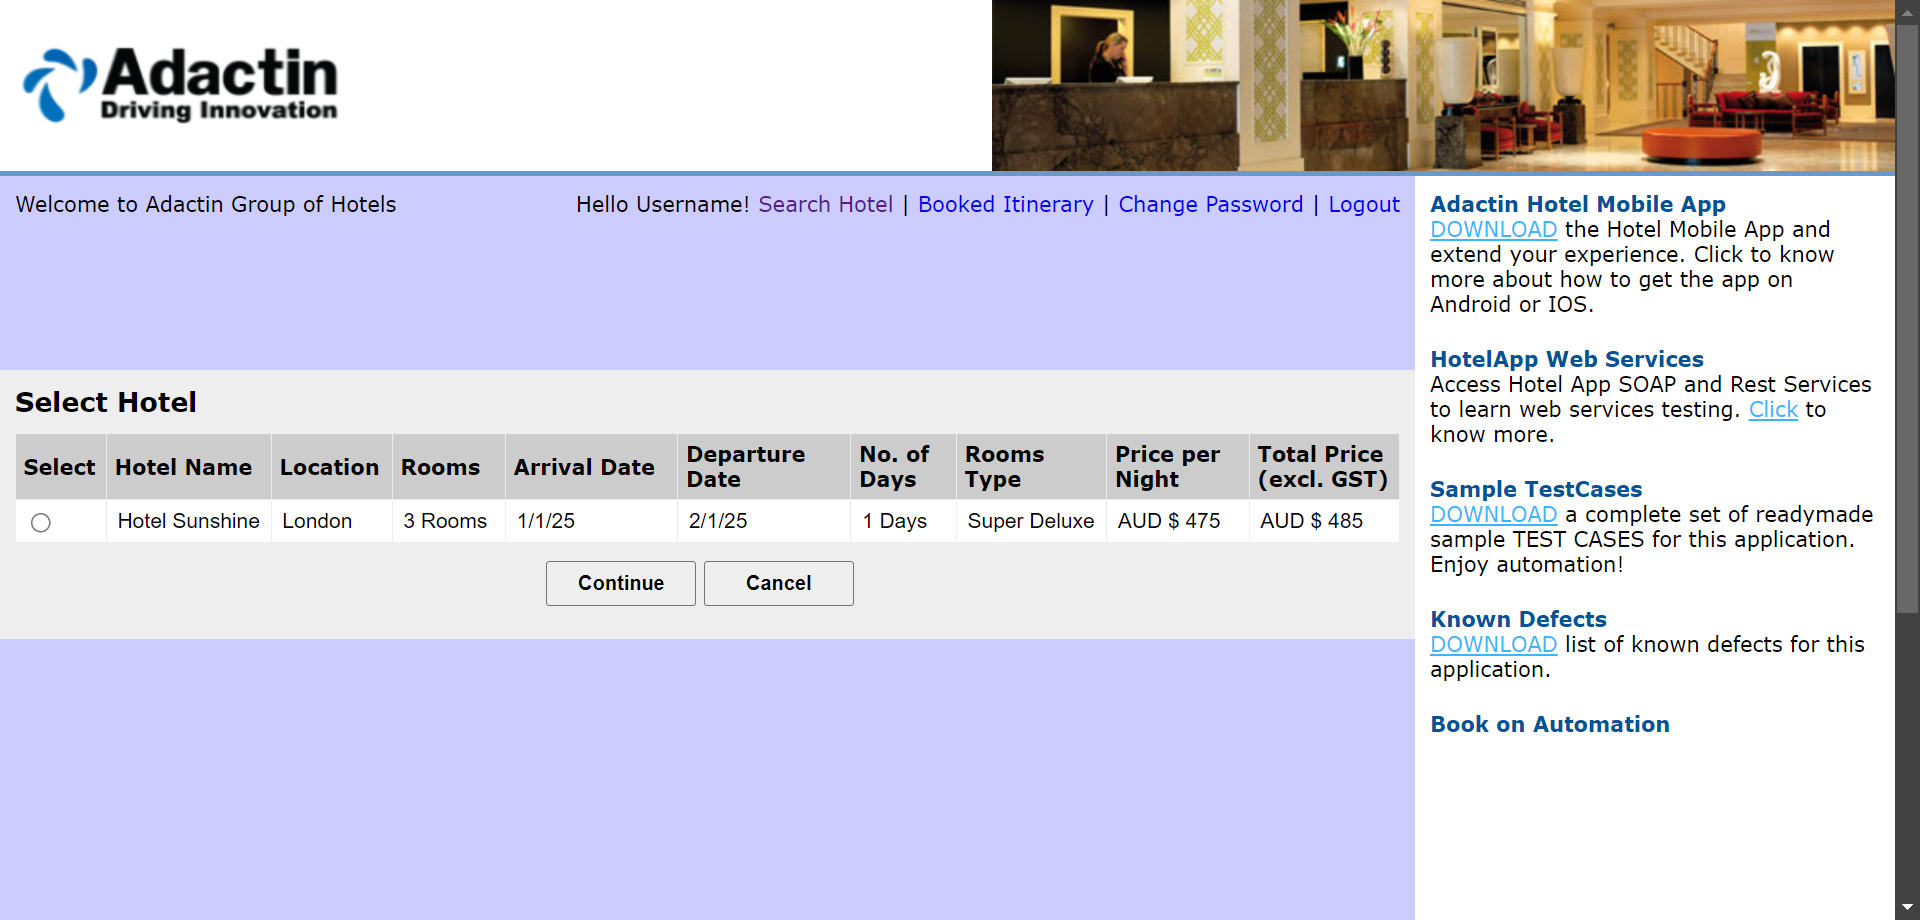 Adactin
Driving Innovation
Welcome to Adactin Group of Hotels
Hello Username! Search Hotel | Booked Itinerary | Change Password | Logout
Select Hotel
Select Hotel Name Location Rooms Arrival Date Departure Date No. of Days Rooms Type Price per Night Total Price (excl. GST)
Hotel Sunshine London 3 Rooms 1/1/25 2/1/25 1 Days Super Deluxe AUD $ 475 AUD $ 485
Continue Cancel
Adactin Hotel Mobile App
DOWNLOAD the Hotel Mobile App and
extend your experience. Click to know
more about how to get the app on
Android or IOS.
HotelApp Web Services
Access Hotel App SOAP and Rest Services
to learn web services testing. Click to
know more.
Sample TestCases
DOWNLOAD a complete set of readymade
sample TEST CASES for this application.
Enjoy automation!
Known Defects
DOWNLOAD list of known defects for this
application.
Book on Automation